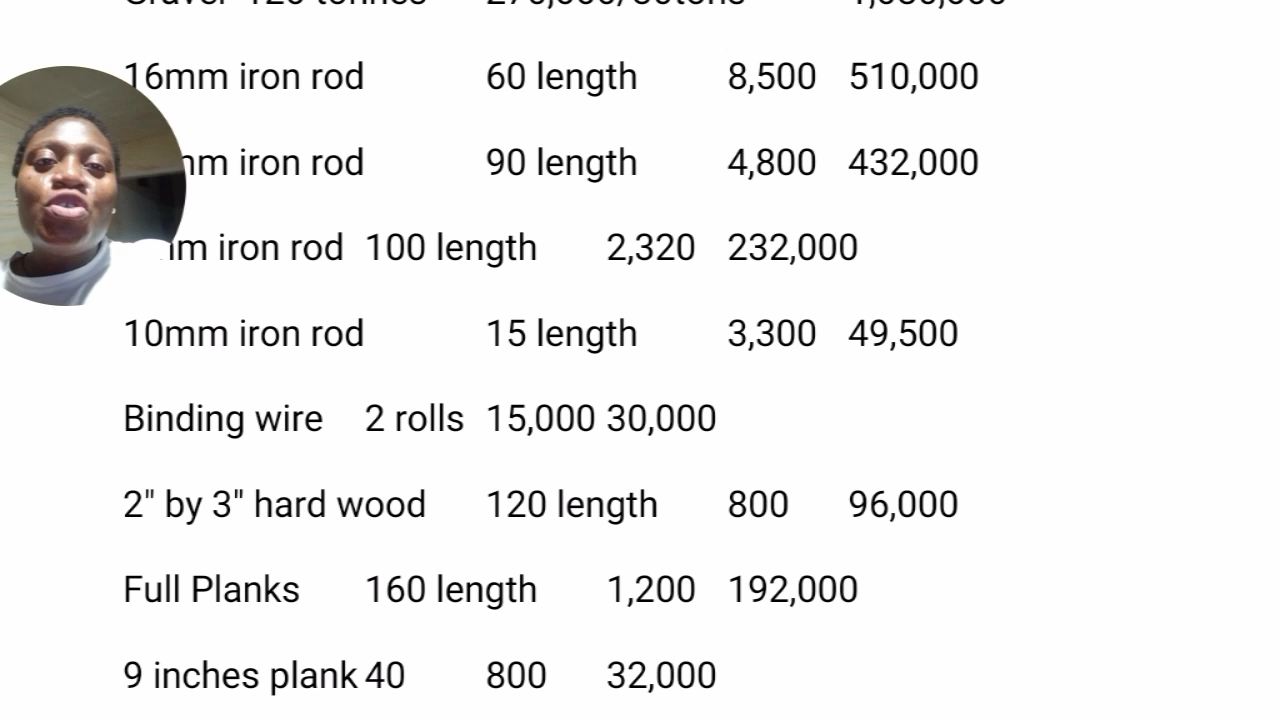 16mm iron rod 60 length 8,500 510,000
iron rod 90 length 4,800 432,000
iron rod 100 length 2,320 232,000
10mm iron rod 15 length 3,300 49,500
Binding wire 2 rolls 15,000 30,000
2" by 3" hard wood 120 length 800 96,000
Full Planks 160 length 1,200 192,000
9 inches plank 40 800 32,000